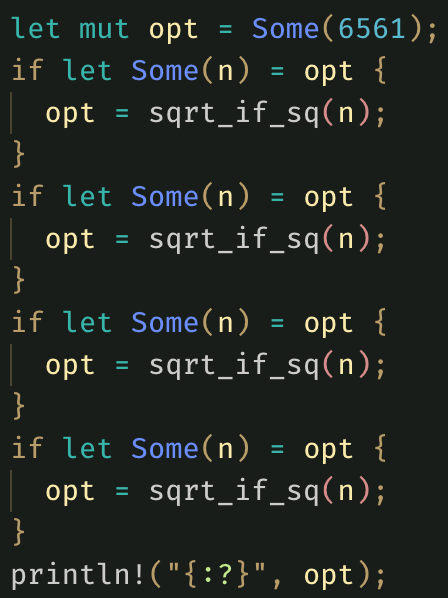 let mut opt = Some(6561);
if let Some(n) = opt {
  opt = sqrt_if_sq(n);
}
if let Some(n) = opt {
  opt = sqrt_if_sq(n);
}
if let Some(n) = opt {
  opt = sqrt_if_sq(n);
}
if let Some(n) = opt {
  opt = sqrt_if_sq(n);
}
println!("{:?}", opt);